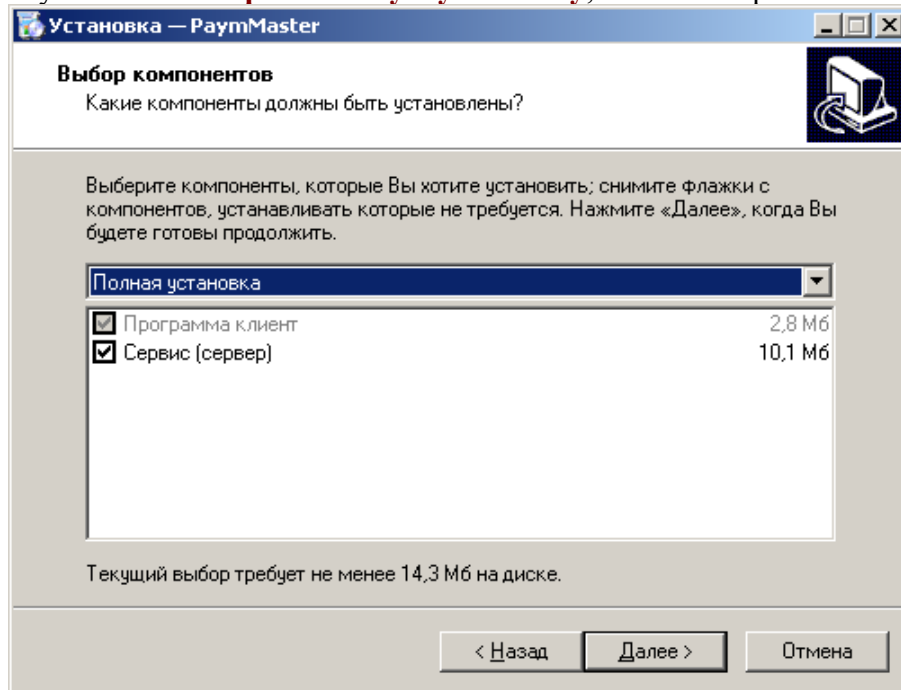 Установка — PaymMaster
Выбор компонентов
Какие компоненты должны быть установлены?
Выберите компоненты, которые Вы хотите установить; снимите флажки с
компонентов, устанавливать которые не требуется. Нажмите «Далее», когда Вы
будете готовы продолжить.
Полная установка
Программа клиент 2,8 Мб
Сервис (сервер) 10,1 Мб
Текущий выбор требует не менее 14,3 Мб на диске.
< Назад Далее > Отмена